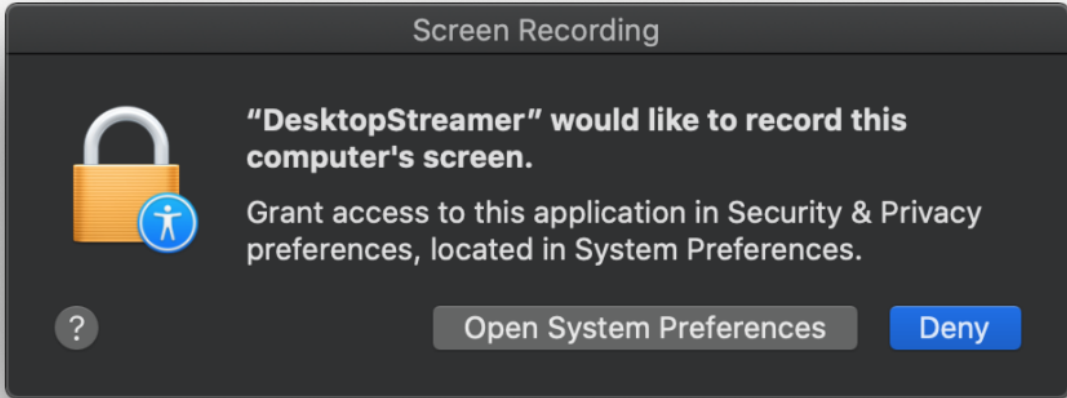 Screen Recording
“DesktopStreamer” would like to record this
computer's screen.
Grant access to this application in Security & Privacy
preferences, located in System Preferences.
?
Open System Preferences
Deny